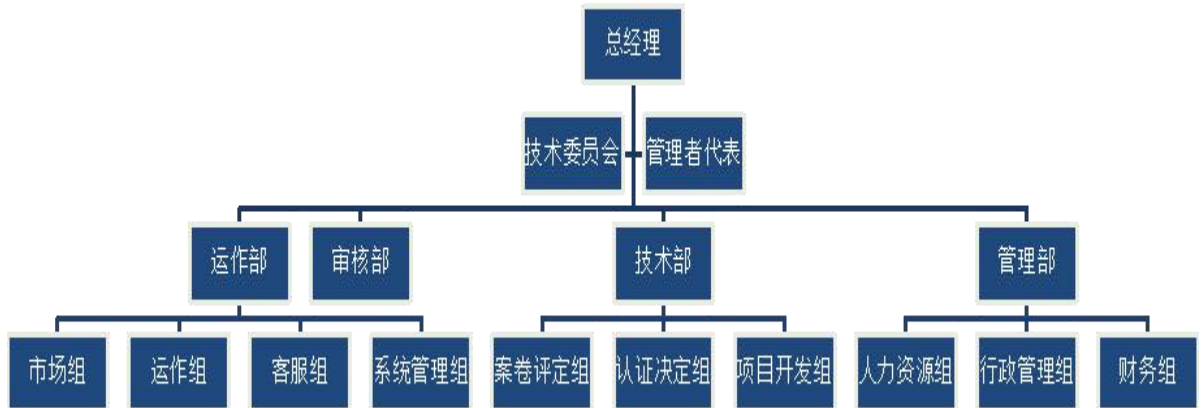 总经理
技术委员会
管理者代表
运作部
审核部
技术部
管理部
市场组
运作组
客服组
系统管理组
案卷评定组
认证决定组
项目开发组
人力资源组
行政管理组
财务组